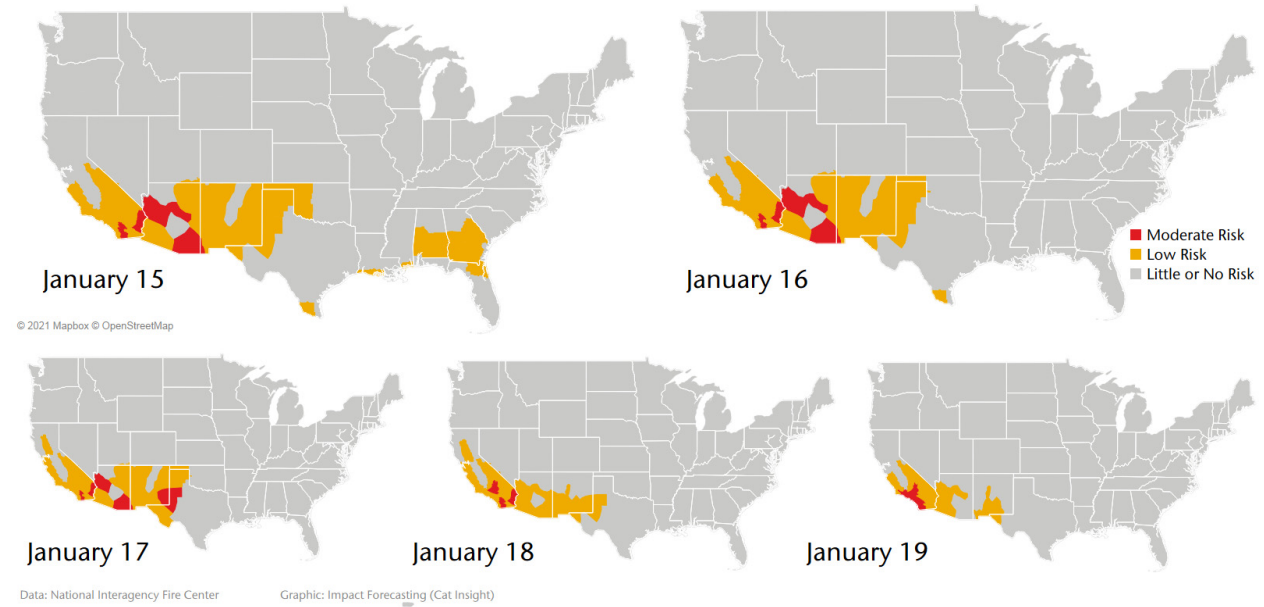 January 15
January 16
Moderate Risk
Low Risk
Little or No Risk
© 2021 Mapbox © OpenStreetMap
January 17
January 18
January 19
Data: National Interagency Fire Center
Graphic: Impact Forecasting (Cat Insight)